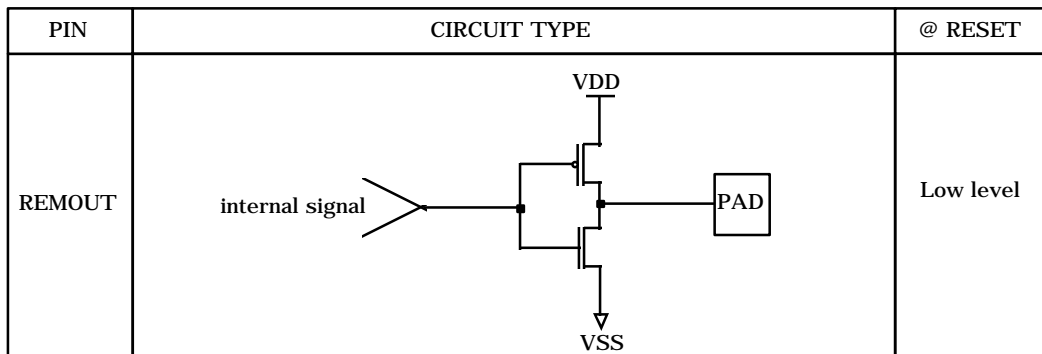 PIN
CIRCUIT TYPE
@ RESET
REMOUT
VDD
internal signal
PAD
VSS
Low level